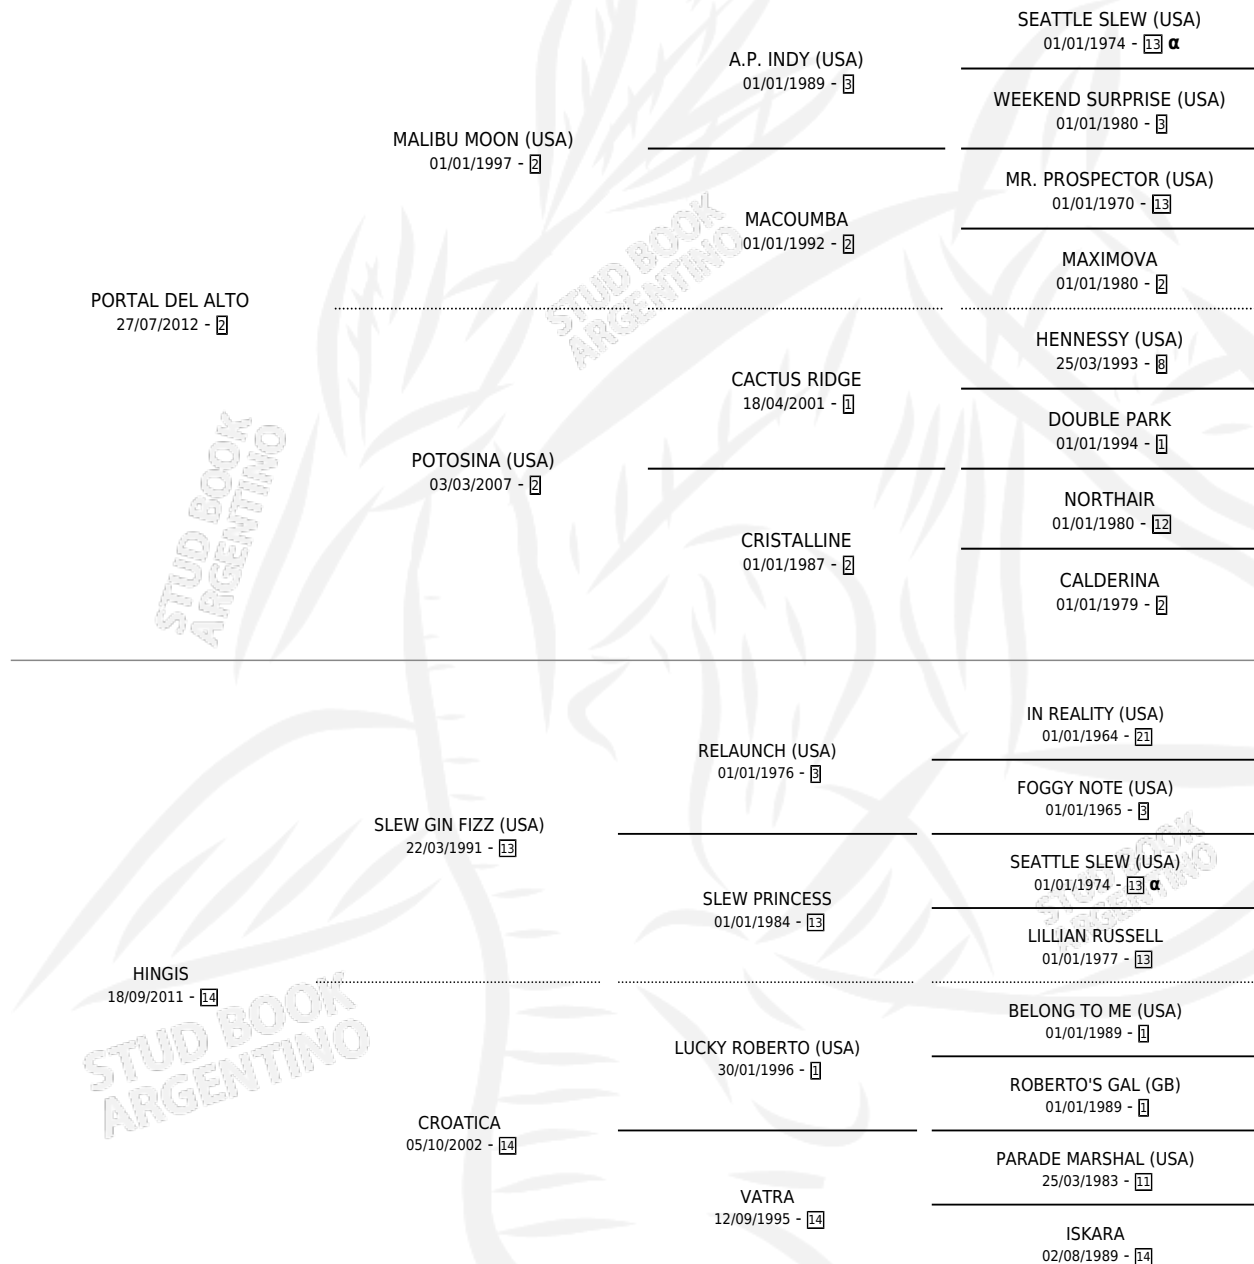 SEATTLE SLEW (USA)
01/01/1974 - 13 α
A.P. INDY (USA)
01/01/1989 - 3
WEEKEND SURPRISE (USA)
01/01/1980 - 3
MALIBU MOON (USA)
01/01/1997 - 2
MR. PROSPECTOR (USA)
01/01/1970 - 13
MACOUMBA
01/01/1992 - 2
MAXIMOVA
01/01/1980 - 2
PORTAL DEL ALTO
27/07/2012 - 2
HENNESSY (USA)
25/03/1993 - 8
CACTUS RIDGE
18/04/2001 - 1
DOUBLE PARK
01/01/1994 - 1
POTOSINA (USA)
03/03/2007 - 2
NORTHAIR
01/01/1980 - 12
CRISTALLINE
01/01/1987 - 2
CALDERINA
01/01/1979 - 2
IN REALITY (USA)
01/01/1964 - 21
RELAUNCH (USA)
01/01/1976 - 3
FOGGY NOTE (USA)
01/01/1965 - 3
SLEW GIN FIZZ (USA)
22/03/1991 - 13
SEATTLE SLEW (USA)
01/01/1974 - 13 α
SLEW PRINCESS
01/01/1984 - 13
LILLIAN RUSSELL
01/01/1977 - 13
HINGIS
18/09/2011 - 14
BELONG TO ME (USA)
01/01/1989 - 1
LUCKY ROBERTO (USA)
30/01/1996 - 1
ROBERTO'S GAL (GB)
01/01/1989 - 1
CROATICA
05/10/2002 - 14
PARADE MARSHAL (USA)
25/03/1983 - 11
VATRA
12/09/1995 - 14
ISKARA
02/08/1989 - 14
STUD BOOK
ARGENTINO
STUD BOOK
ARGENTINO
STUD BOOK
ARGENTINO
STUD BOOK
ARGENTINO